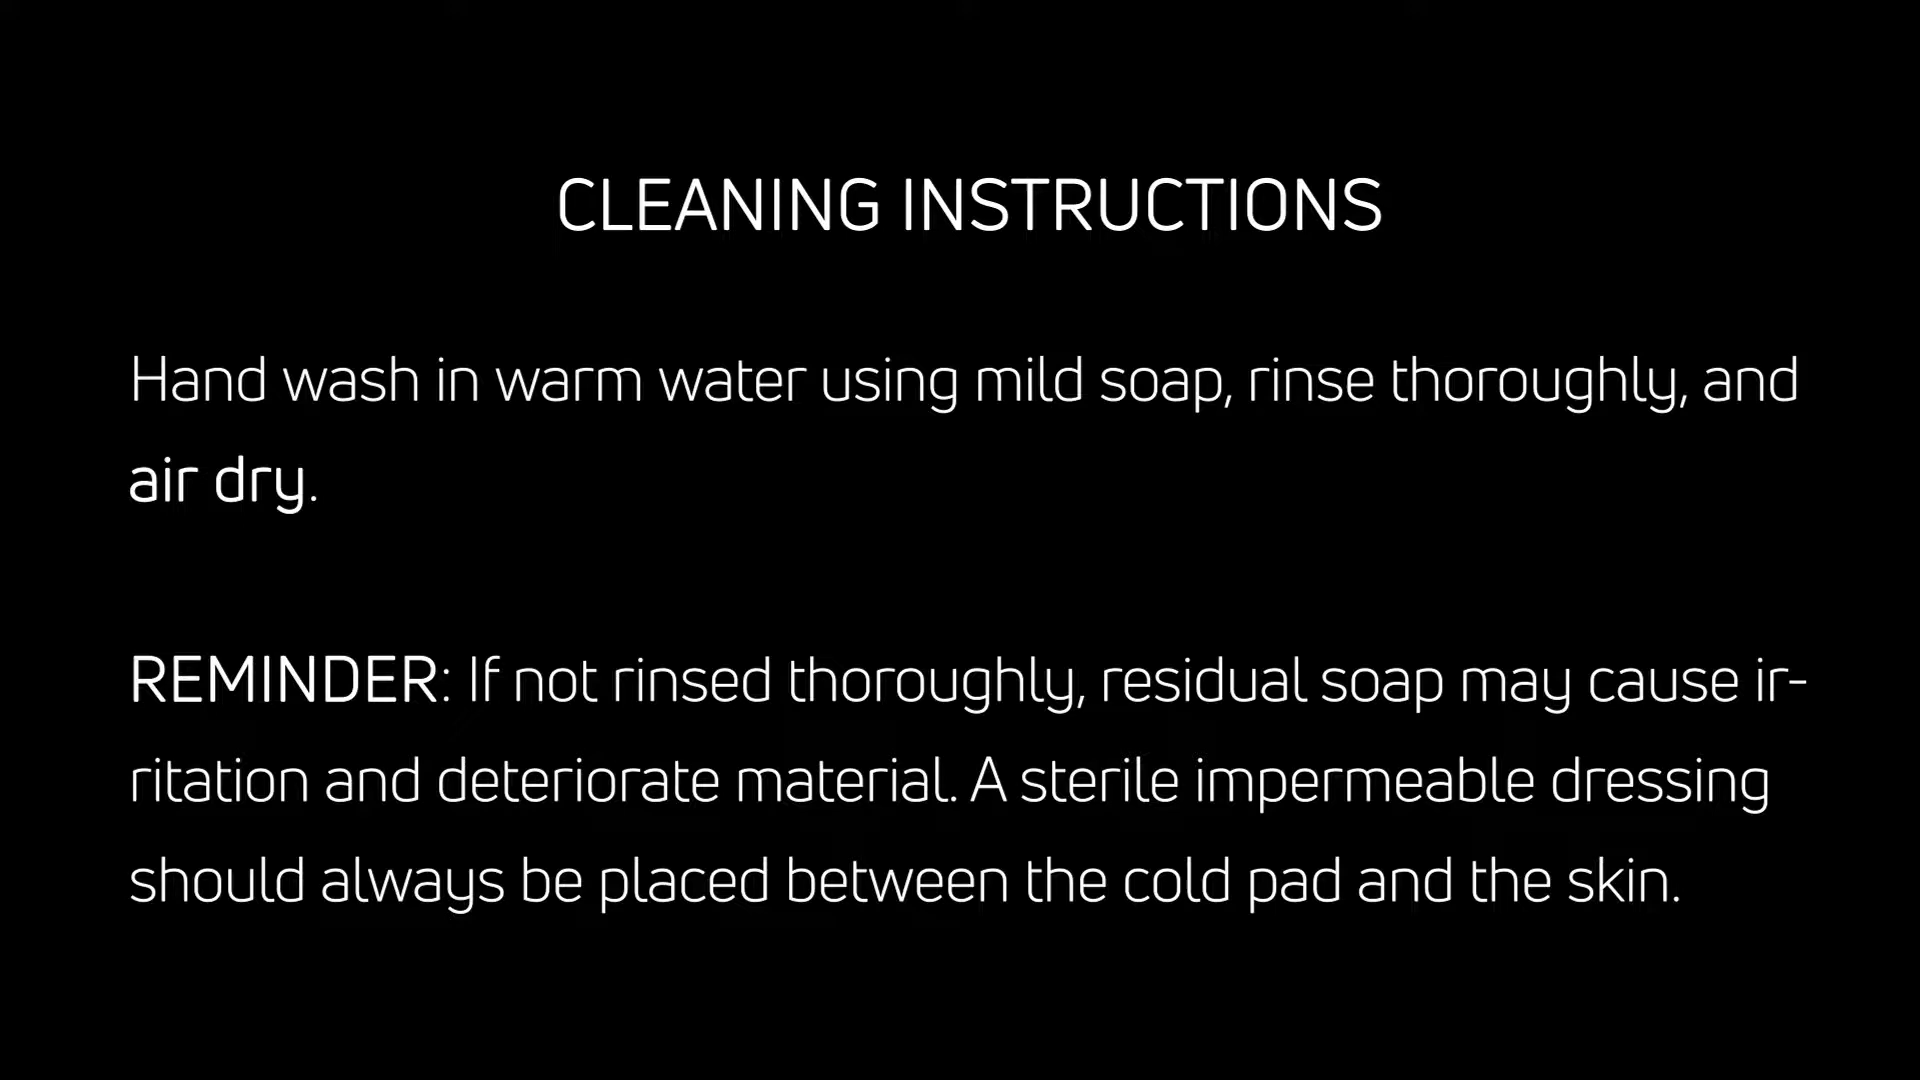 CLEANING INSTRUCTIONS
Hand wash in warm water using mild soap, rinse thoroughly, and
air dry.
REMINDER: If not rinsed thoroughly, residual soap may cause ir-
ritation and deteriorate material. A sterile impermeable dressing
should always be placed between the cold pad and the skin.